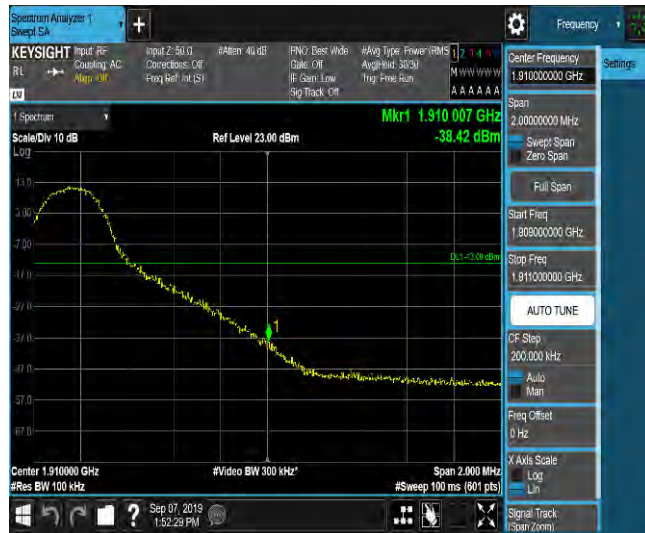 Spectrum Analyzer 1
Swept SA
Frequency
KEYSIGHT
RL
Input: RF
Coupling: AC
Align: Off
Input Z: 50 Ω
Corrections: Off
Freq Ref: Int (S)
#Atten: 40 dB
PNO: Best Wide
Gate: Off
IF Gain: Low
Sig Track: Off
#Avg Type: Power (RMS
Avg|Hold: 30/30
Trig: Free Run
M W W W W W
A A A A A A
LV
1 Spectrum
Scale/Div 10 dB
Ref Level 23.00 dBm
Mkr1 1.910 007 GHz
-38.42 dBm
Log
13.0
3.00
-7.00
DL1 -13.00 dBm
-17.0
-27.0
-37.0
1
-47.0
-57.0
-67.0
Center 1.910000 GHz
#Video BW 300 kHz*
Span 2.000 MHz
#Res BW 100 kHz
#Sweep 100 ms (601 pts)
Sep 07, 2019
1:52:29 PM
Center Frequency
1.910000000 GHz
Settings
Span
2.00000000 MHz
Swept Span
Zero Span
Full Span
Start Freq
1.909000000 GHz
Stop Freq
1.911000000 GHz
AUTO TUNE
CF Step
200.000 kHz
Auto
Man
Freq Offset
0 Hz
X Axis Scale
Log
Lin
Signal Track
(Span Zoom)